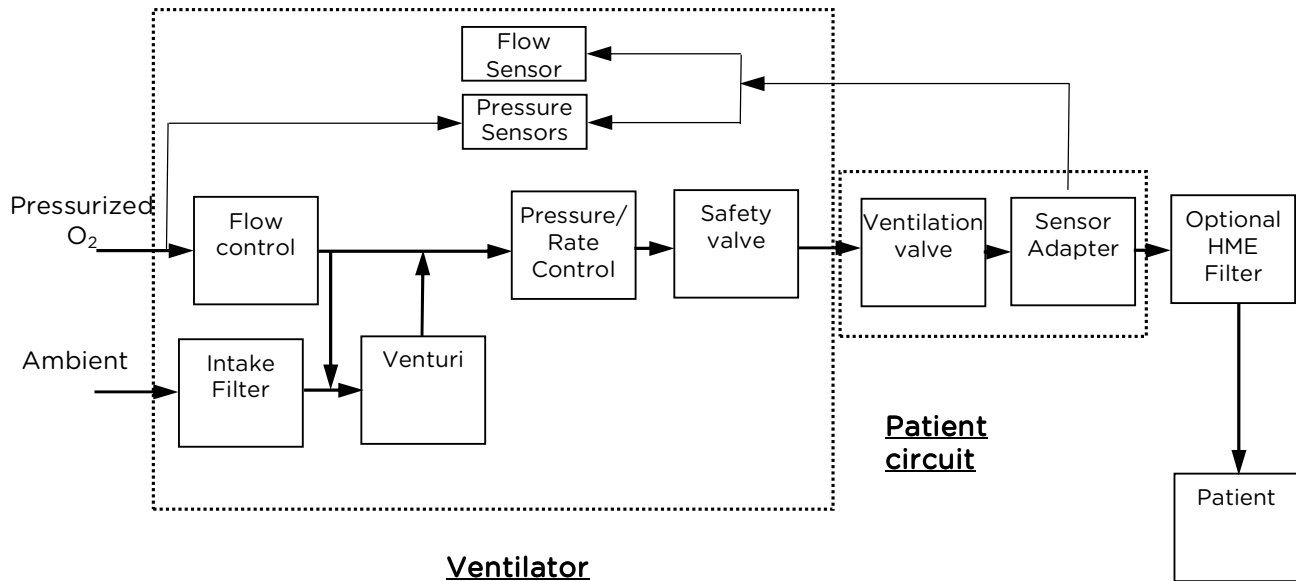 Flow
Sensor
Pressure
Sensors
Pressurized
O₂
Flow
control
Pressure/
Rate
Control
Safety
valve
Ventilation
valve
Sensor
Adapter
Optional
HME
Filter
Ambient
Intake
Filter
Venturi
Patient
circuit
Patient
Ventilator